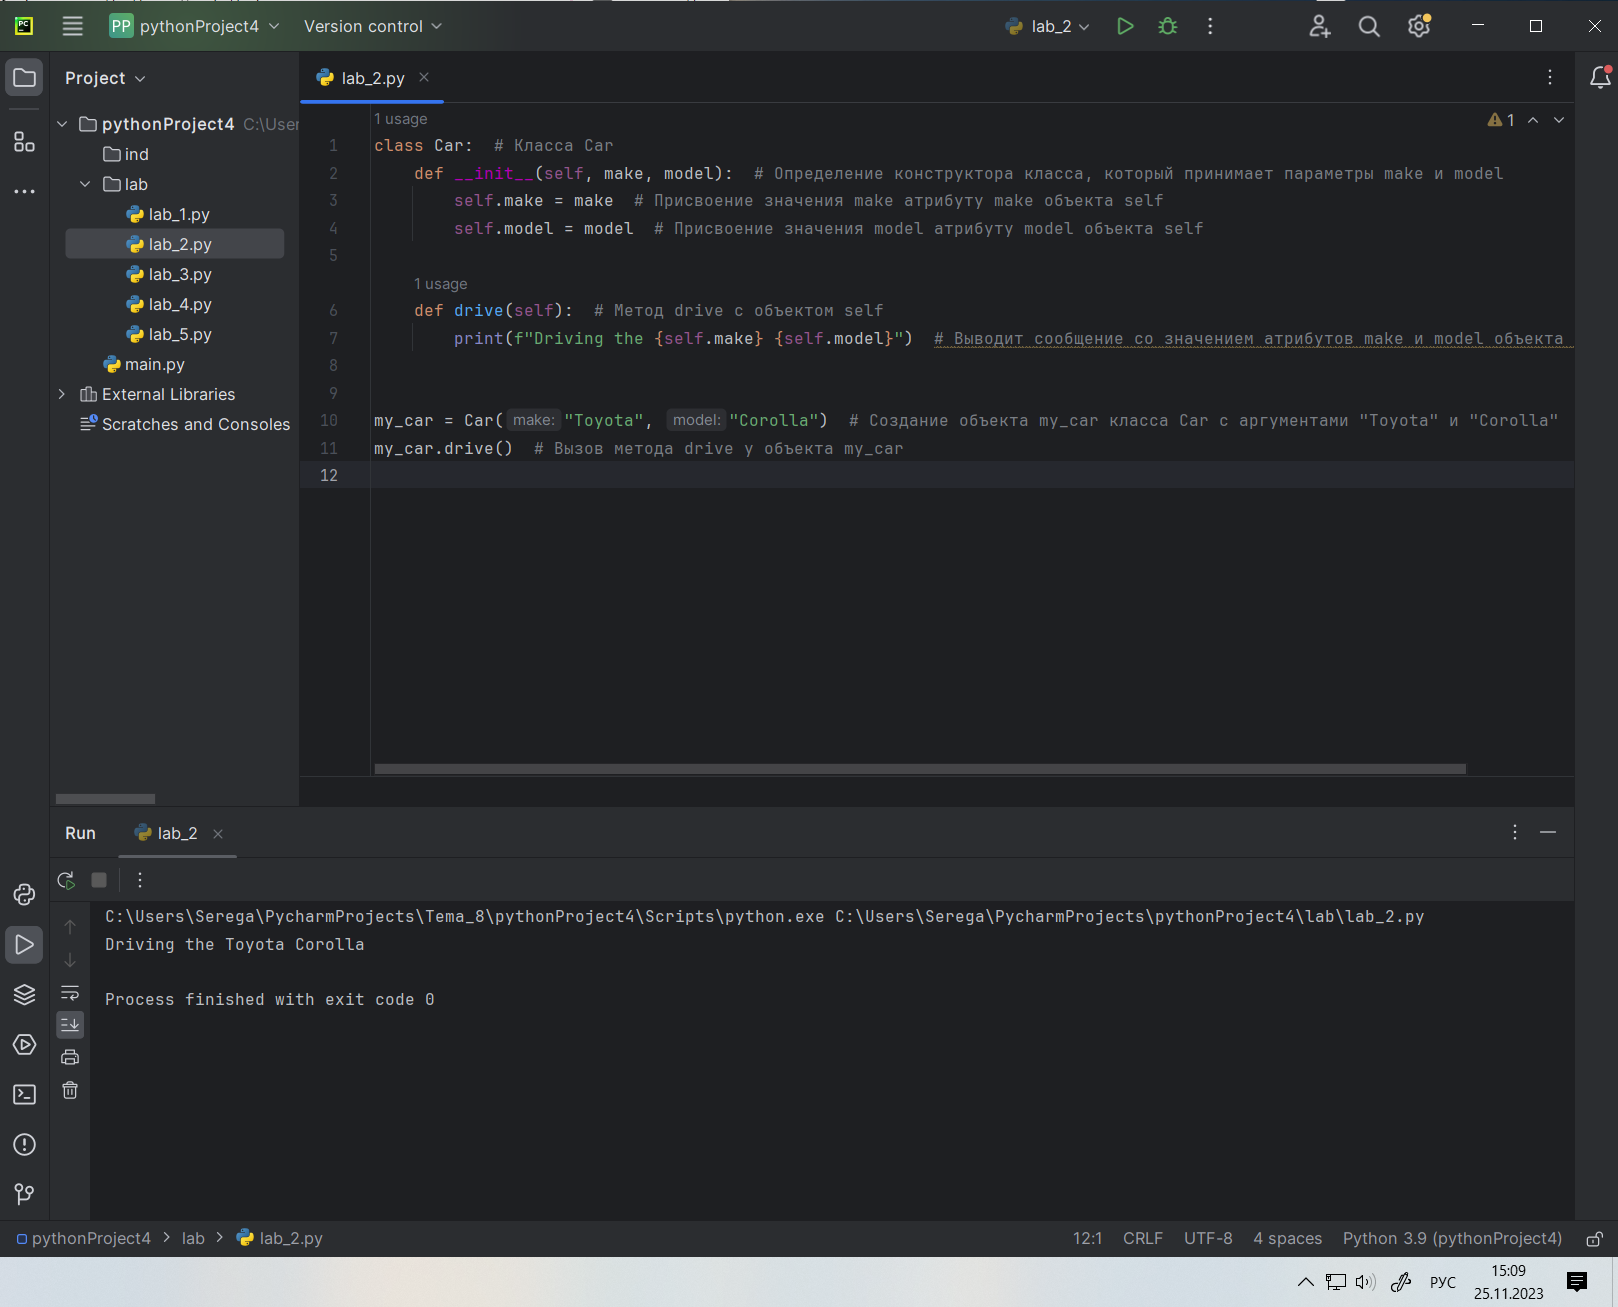 PC
PP pythonProject4
Version control
lab_2
Project
lab_2.py
pythonProject4 C:\User
ind
lab
lab_1.py
lab_2.py
lab_3.py
lab_4.py
lab_5.py
main.py
External Libraries
Scratches and Consoles
1 usage
1
1 class Car:  # Класса Car
2     def __init__(self, make, model):  # Определение конструктора класса, который принимает параметры make и model
3         self.make = make  # Присвоение значения make атрибуту make объекта self
4         self.model = model  # Присвоение значения model атрибуту model объекта self
5
1 usage
6     def drive(self):  # Метод drive с объектом self
7         print(f"Driving the {self.make} {self.model}")  # Выводит сообщение со значением атрибутов make и model объекта
8
9
10 my_car = Car( make: "Toyota",  model: "Corolla")  # Создание объекта my_car класса Car с аргументами "Toyota" и "Corolla"
11 my_car.drive()  # Вызов метода drive у объекта my_car
12
Run
lab_2
C:\Users\Serega\PycharmProjects\Tema_8\pythonProject4\Scripts\python.exe C:\Users\Serega\PycharmProjects\pythonProject4\lab\lab_2.py
Driving the Toyota Corolla
Process finished with exit code 0
pythonProject4 > lab > lab_2.py
12:1 CRLF UTF-8 4 spaces Python 3.9 (pythonProject4)
РУС
15:09
25.11.2023